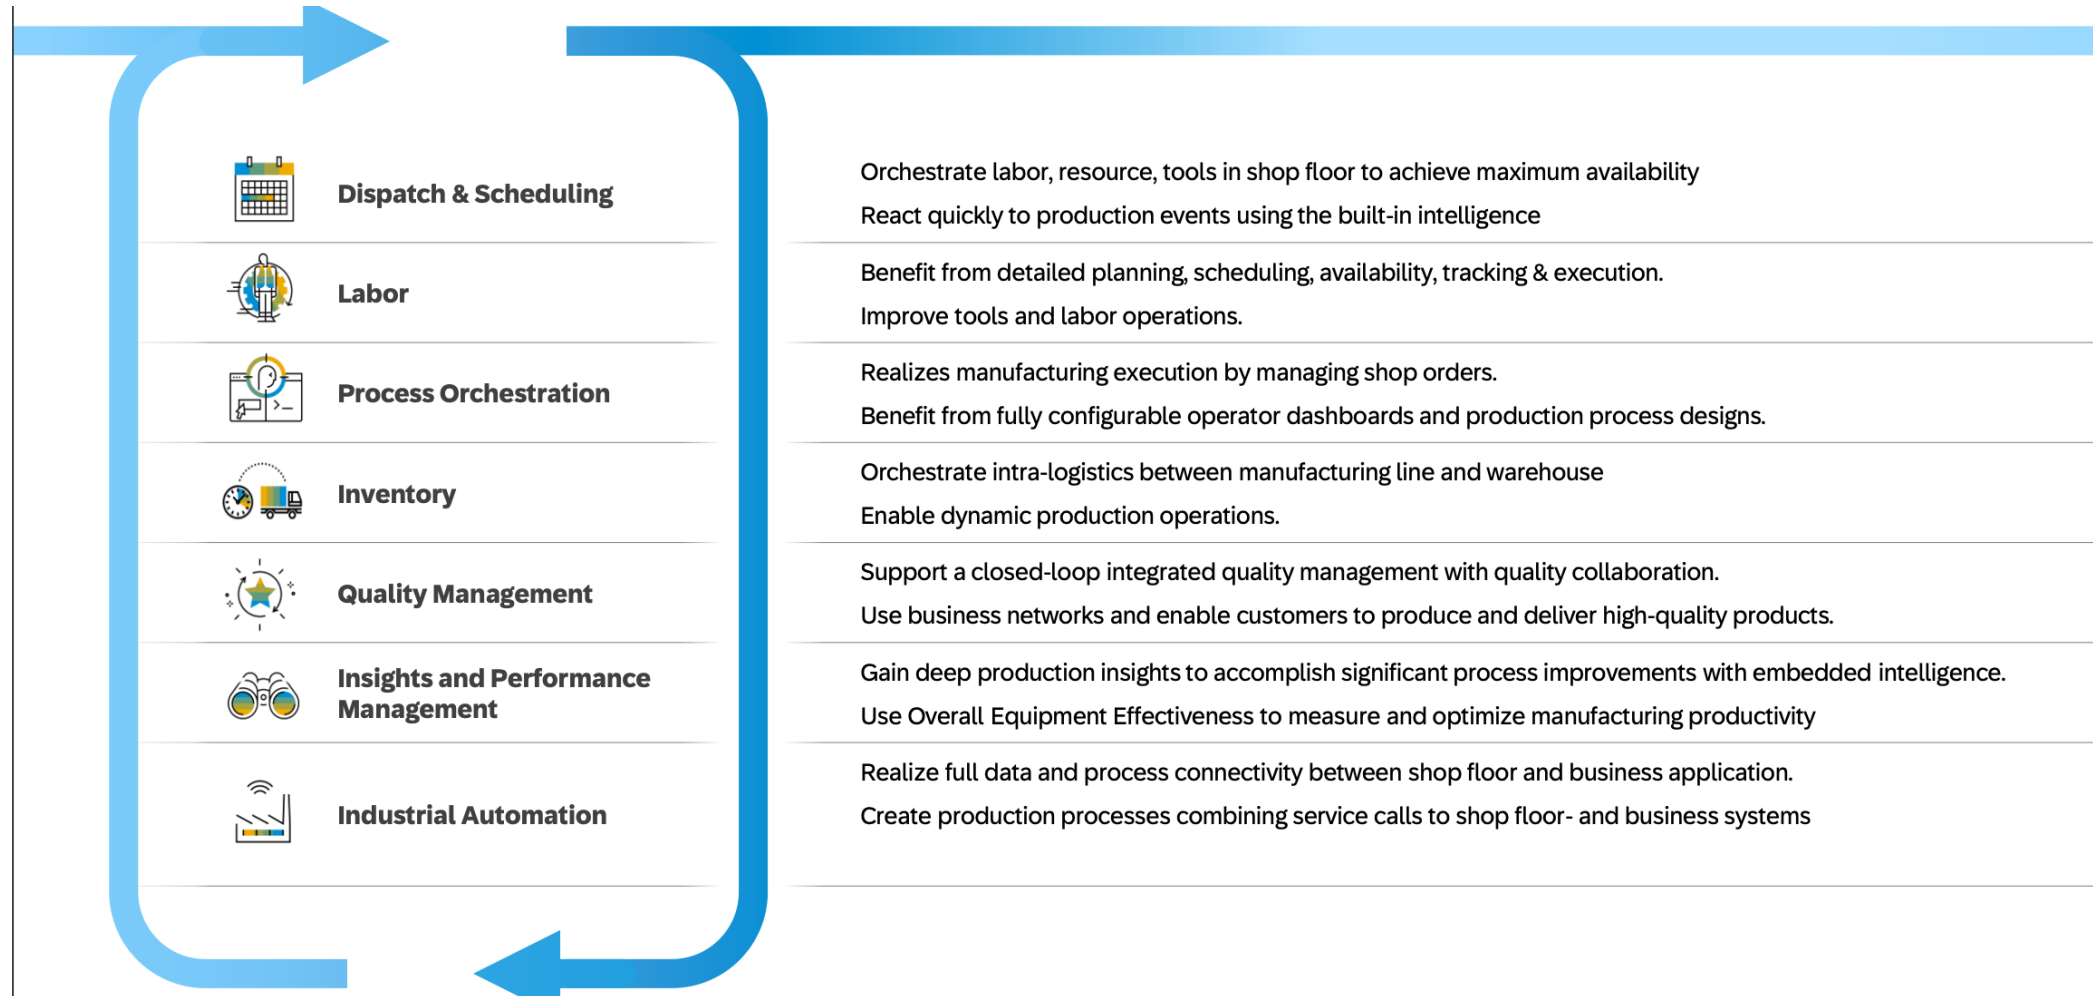 Dispatch & Scheduling
Orchestrate labor, resource, tools in shop floor to achieve maximum availability
React quickly to production events using the built-in intelligence
Labor
Benefit from detailed planning, scheduling, availability, tracking & execution.
Improve tools and labor operations.
Process Orchestration
Realizes manufacturing execution by managing shop orders.
Benefit from fully configurable operator dashboards and production process designs.
Inventory
Orchestrate intra-logistics between manufacturing line and warehouse
Enable dynamic production operations.
Quality Management
Support a closed-loop integrated quality management with quality collaboration.
Use business networks and enable customers to produce and deliver high-quality products.
Insights and Performance
Management
Gain deep production insights to accomplish significant process improvements with embedded intelligence.
Use Overall Equipment Effectiveness to measure and optimize manufacturing productivity
Industrial Automation
Realize full data and process connectivity between shop floor and business application.
Create production processes combining service calls to shop floor- and business systems